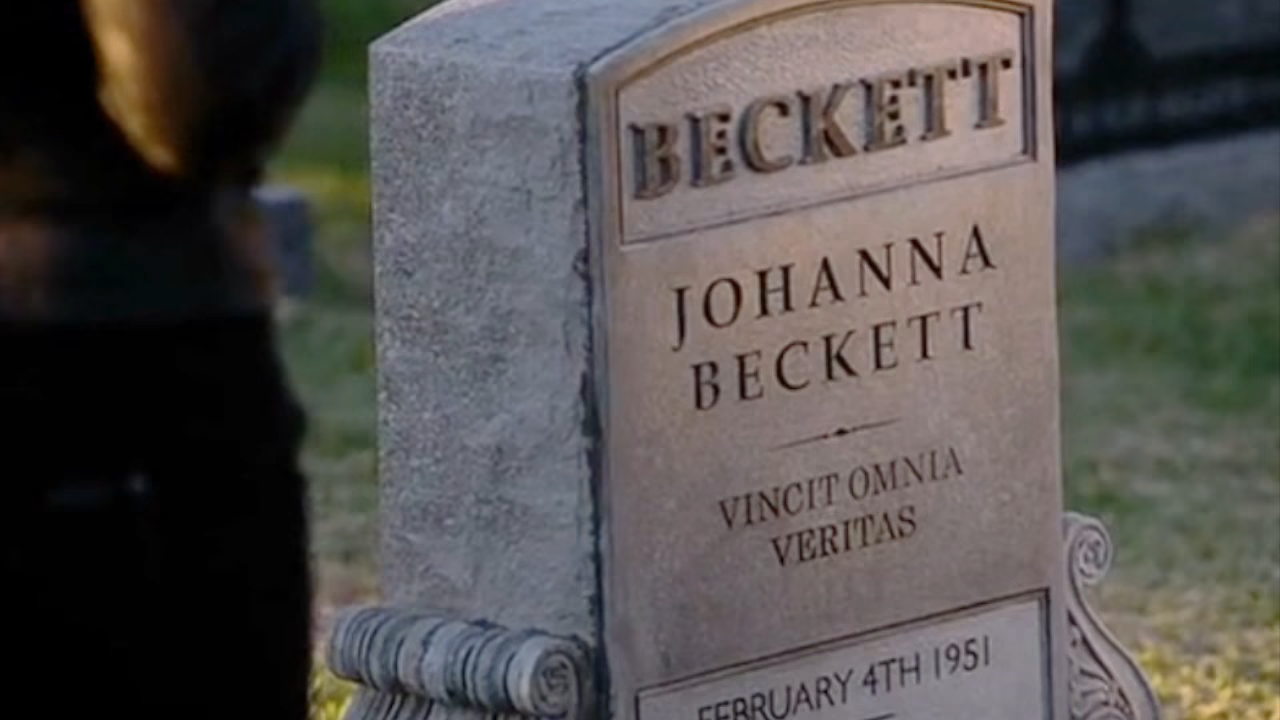 BECKETT
JOHANNA
BECKETT
VINCIT OMNIA
VERITAS
FEBRUARY 4TH 1951